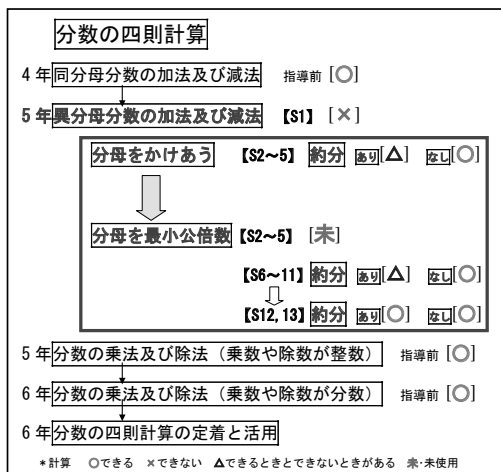 分数の四則計算
4年 同分母分数の加法及び減法 指導前 [○]
5年 異分母分数の加法及び減法 【S1】 [×]
分母をかけあう 【S2～5】 約分 あり[△] なし[○]
分母を最小公倍数 【S2～5】 [未]
【S6～11】 約分 あり[△] なし[○]
【S12,13】 約分 あり[○] なし[○]
5年 分数の乗法及び除法（乗数や除数が整数） 指導前 [○]
6年 分数の乗法及び除法（乗数や除数が分数） 指導前 [○]
6年 分数の四則計算の定着と活用
＊計算 ○できる ×できない △できるときとできないときがある 未・未使用